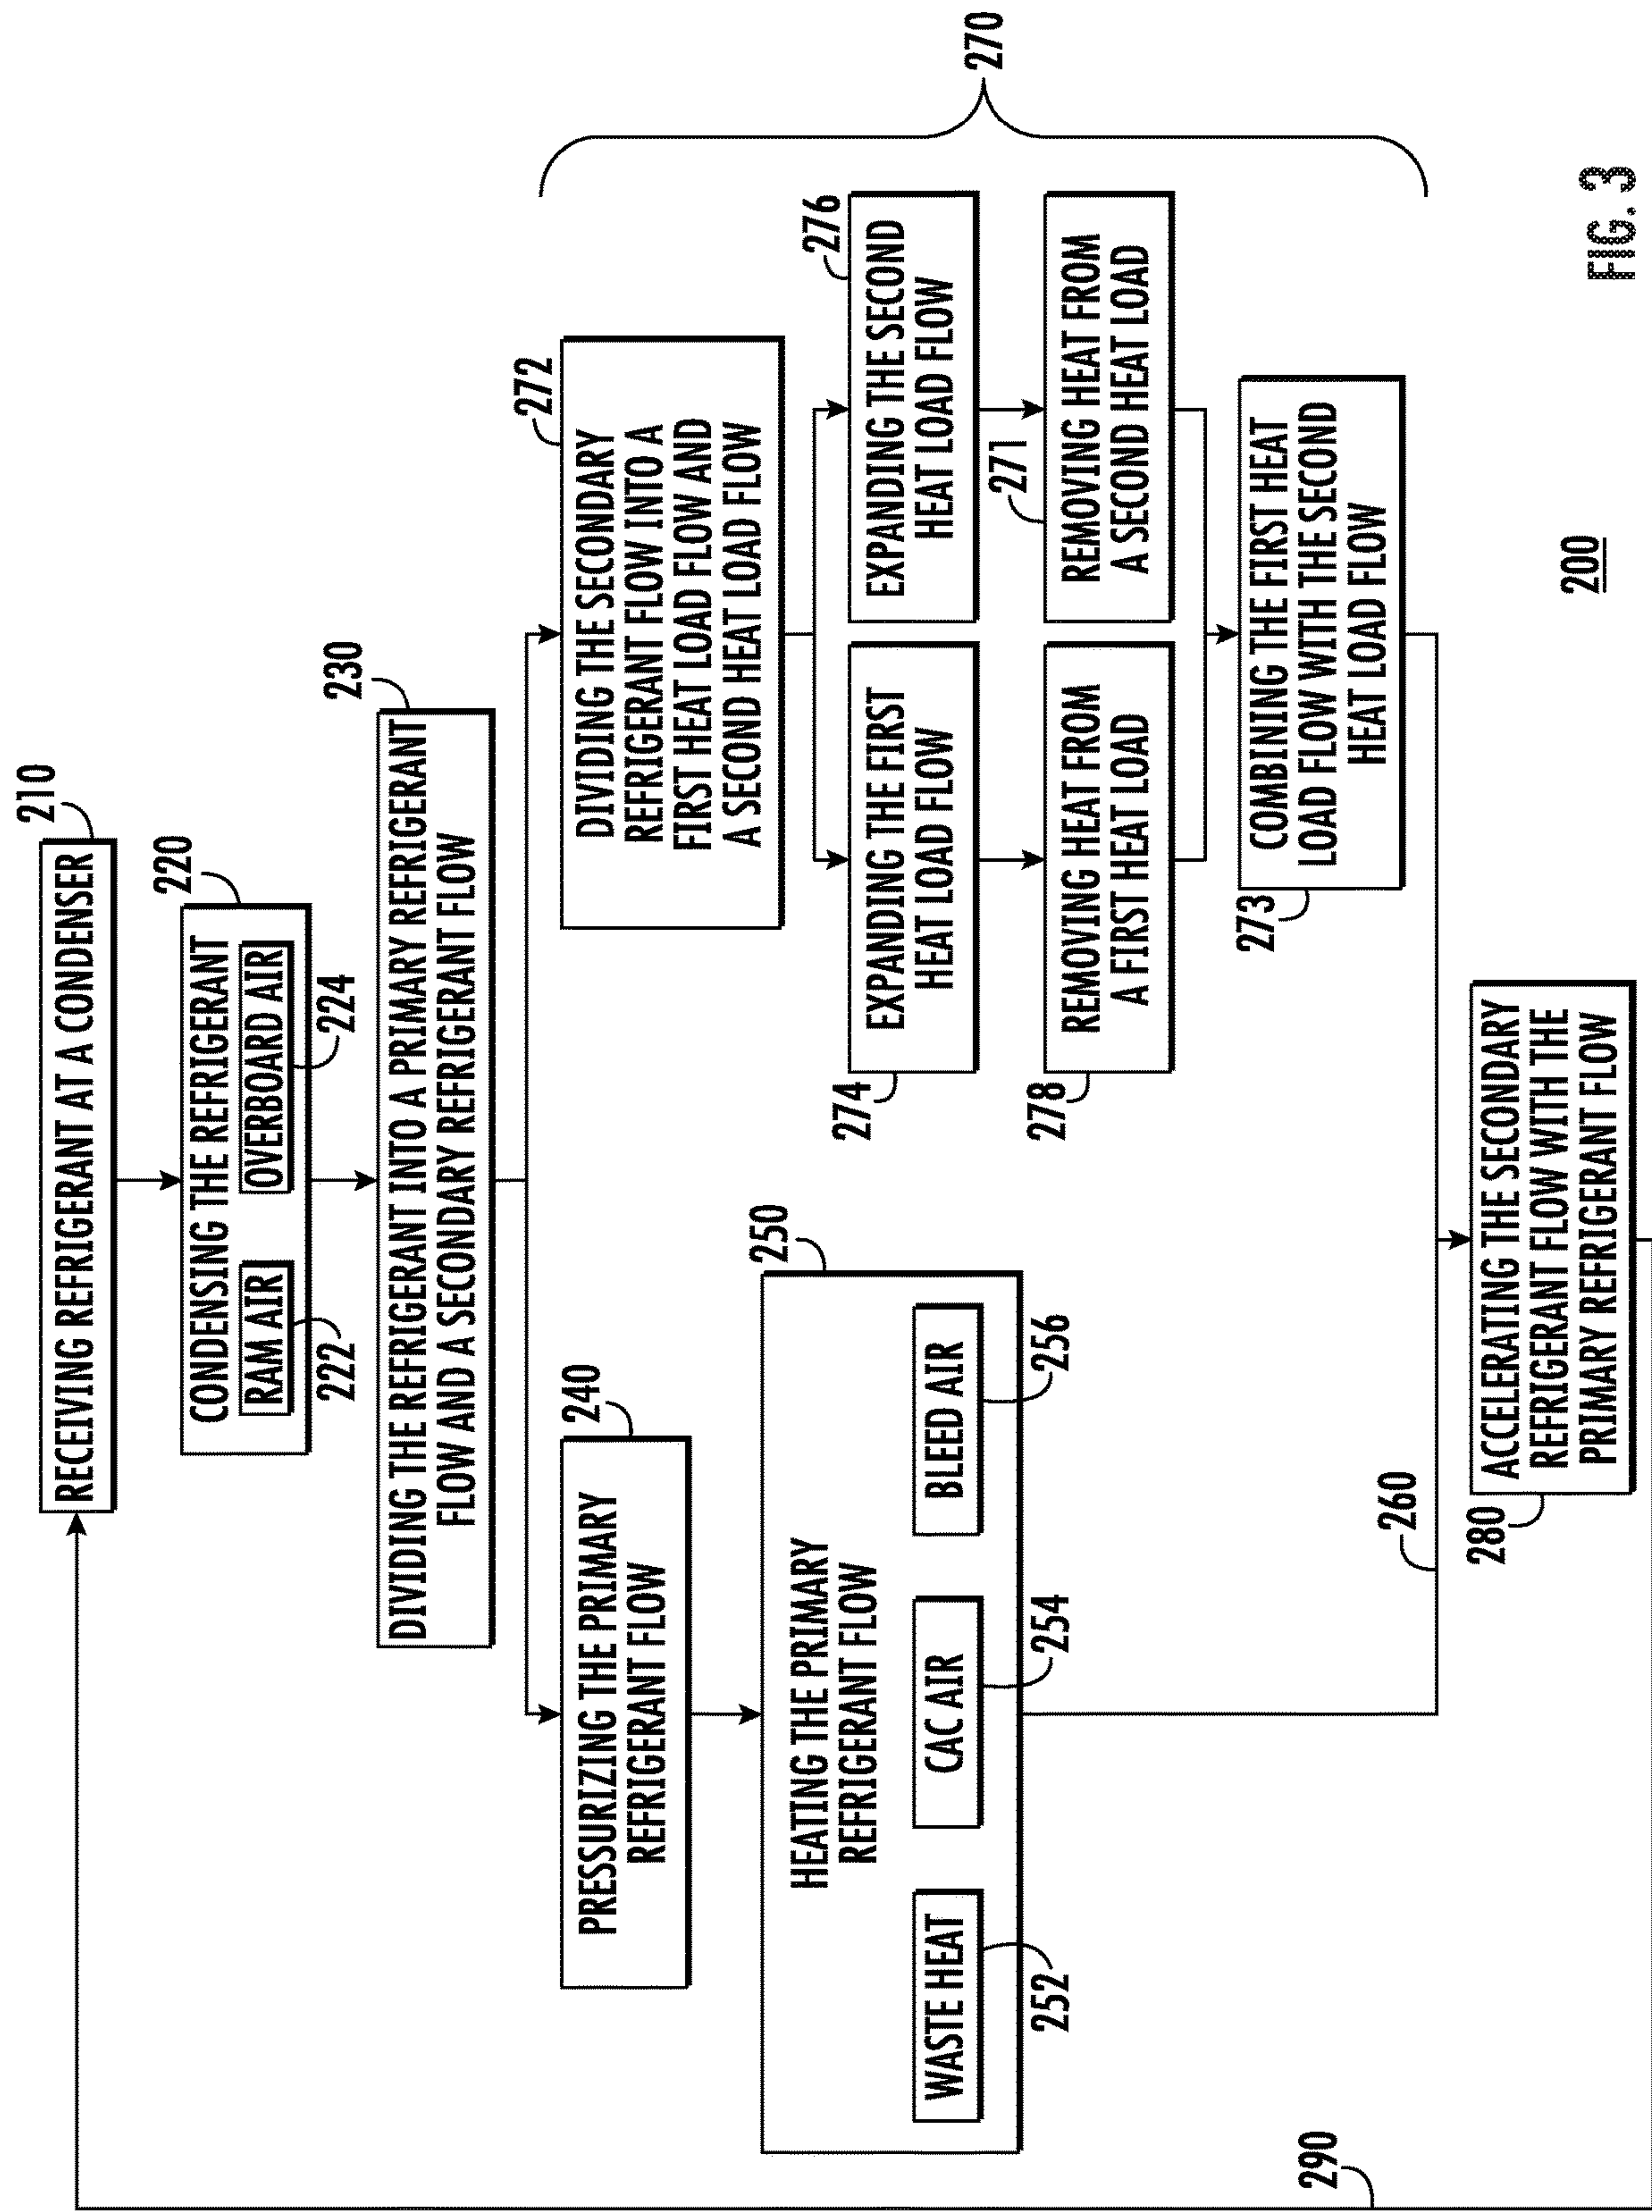 210
RECEIVING REFRIGERANT AT A CONDENSER
220
CONDENSING THE REFRIGERANT
RAM AIR
OVERBOARD AIR
222
224
230
DIVIDING THE REFRIGERANT INTO A PRIMARY REFRIGERANT
FLOW AND A SECONDARY REFRIGERANT FLOW
240
PRESSURIZING THE PRIMARY
REFRIGERANT FLOW
250
HEATING THE PRIMARY
REFRIGERANT FLOW
WASTE HEAT
CAC AIR
BLEED AIR
252
254
256
272
DIVIDING THE SECONDARY
REFRIGERANT FLOW INTO A
FIRST HEAT LOAD FLOW AND
A SECOND HEAT LOAD FLOW
274
EXPANDING THE FIRST
HEAT LOAD FLOW
276
EXPANDING THE SECOND
HEAT LOAD FLOW
278
REMOVING HEAT FROM
A FIRST HEAT LOAD
271
REMOVING HEAT FROM
A SECOND HEAT LOAD
270
273
COMBINING THE FIRST HEAT
LOAD FLOW WITH THE SECOND
HEAT LOAD FLOW
260
280
ACCELERATING THE SECONDARY
REFRIGERANT FLOW WITH THE
PRIMARY REFRIGERANT FLOW
290
200
FIG. 3